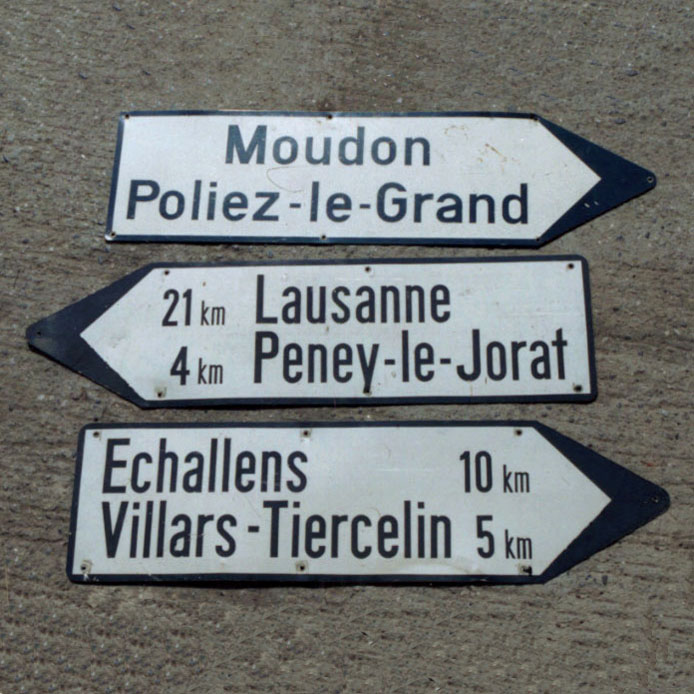 Moudon
Poliez-le-Grand
21 km Lausanne
4 km Peney-le-Jorat
Echallens 10 km
Villars-Tiercelin 5 km